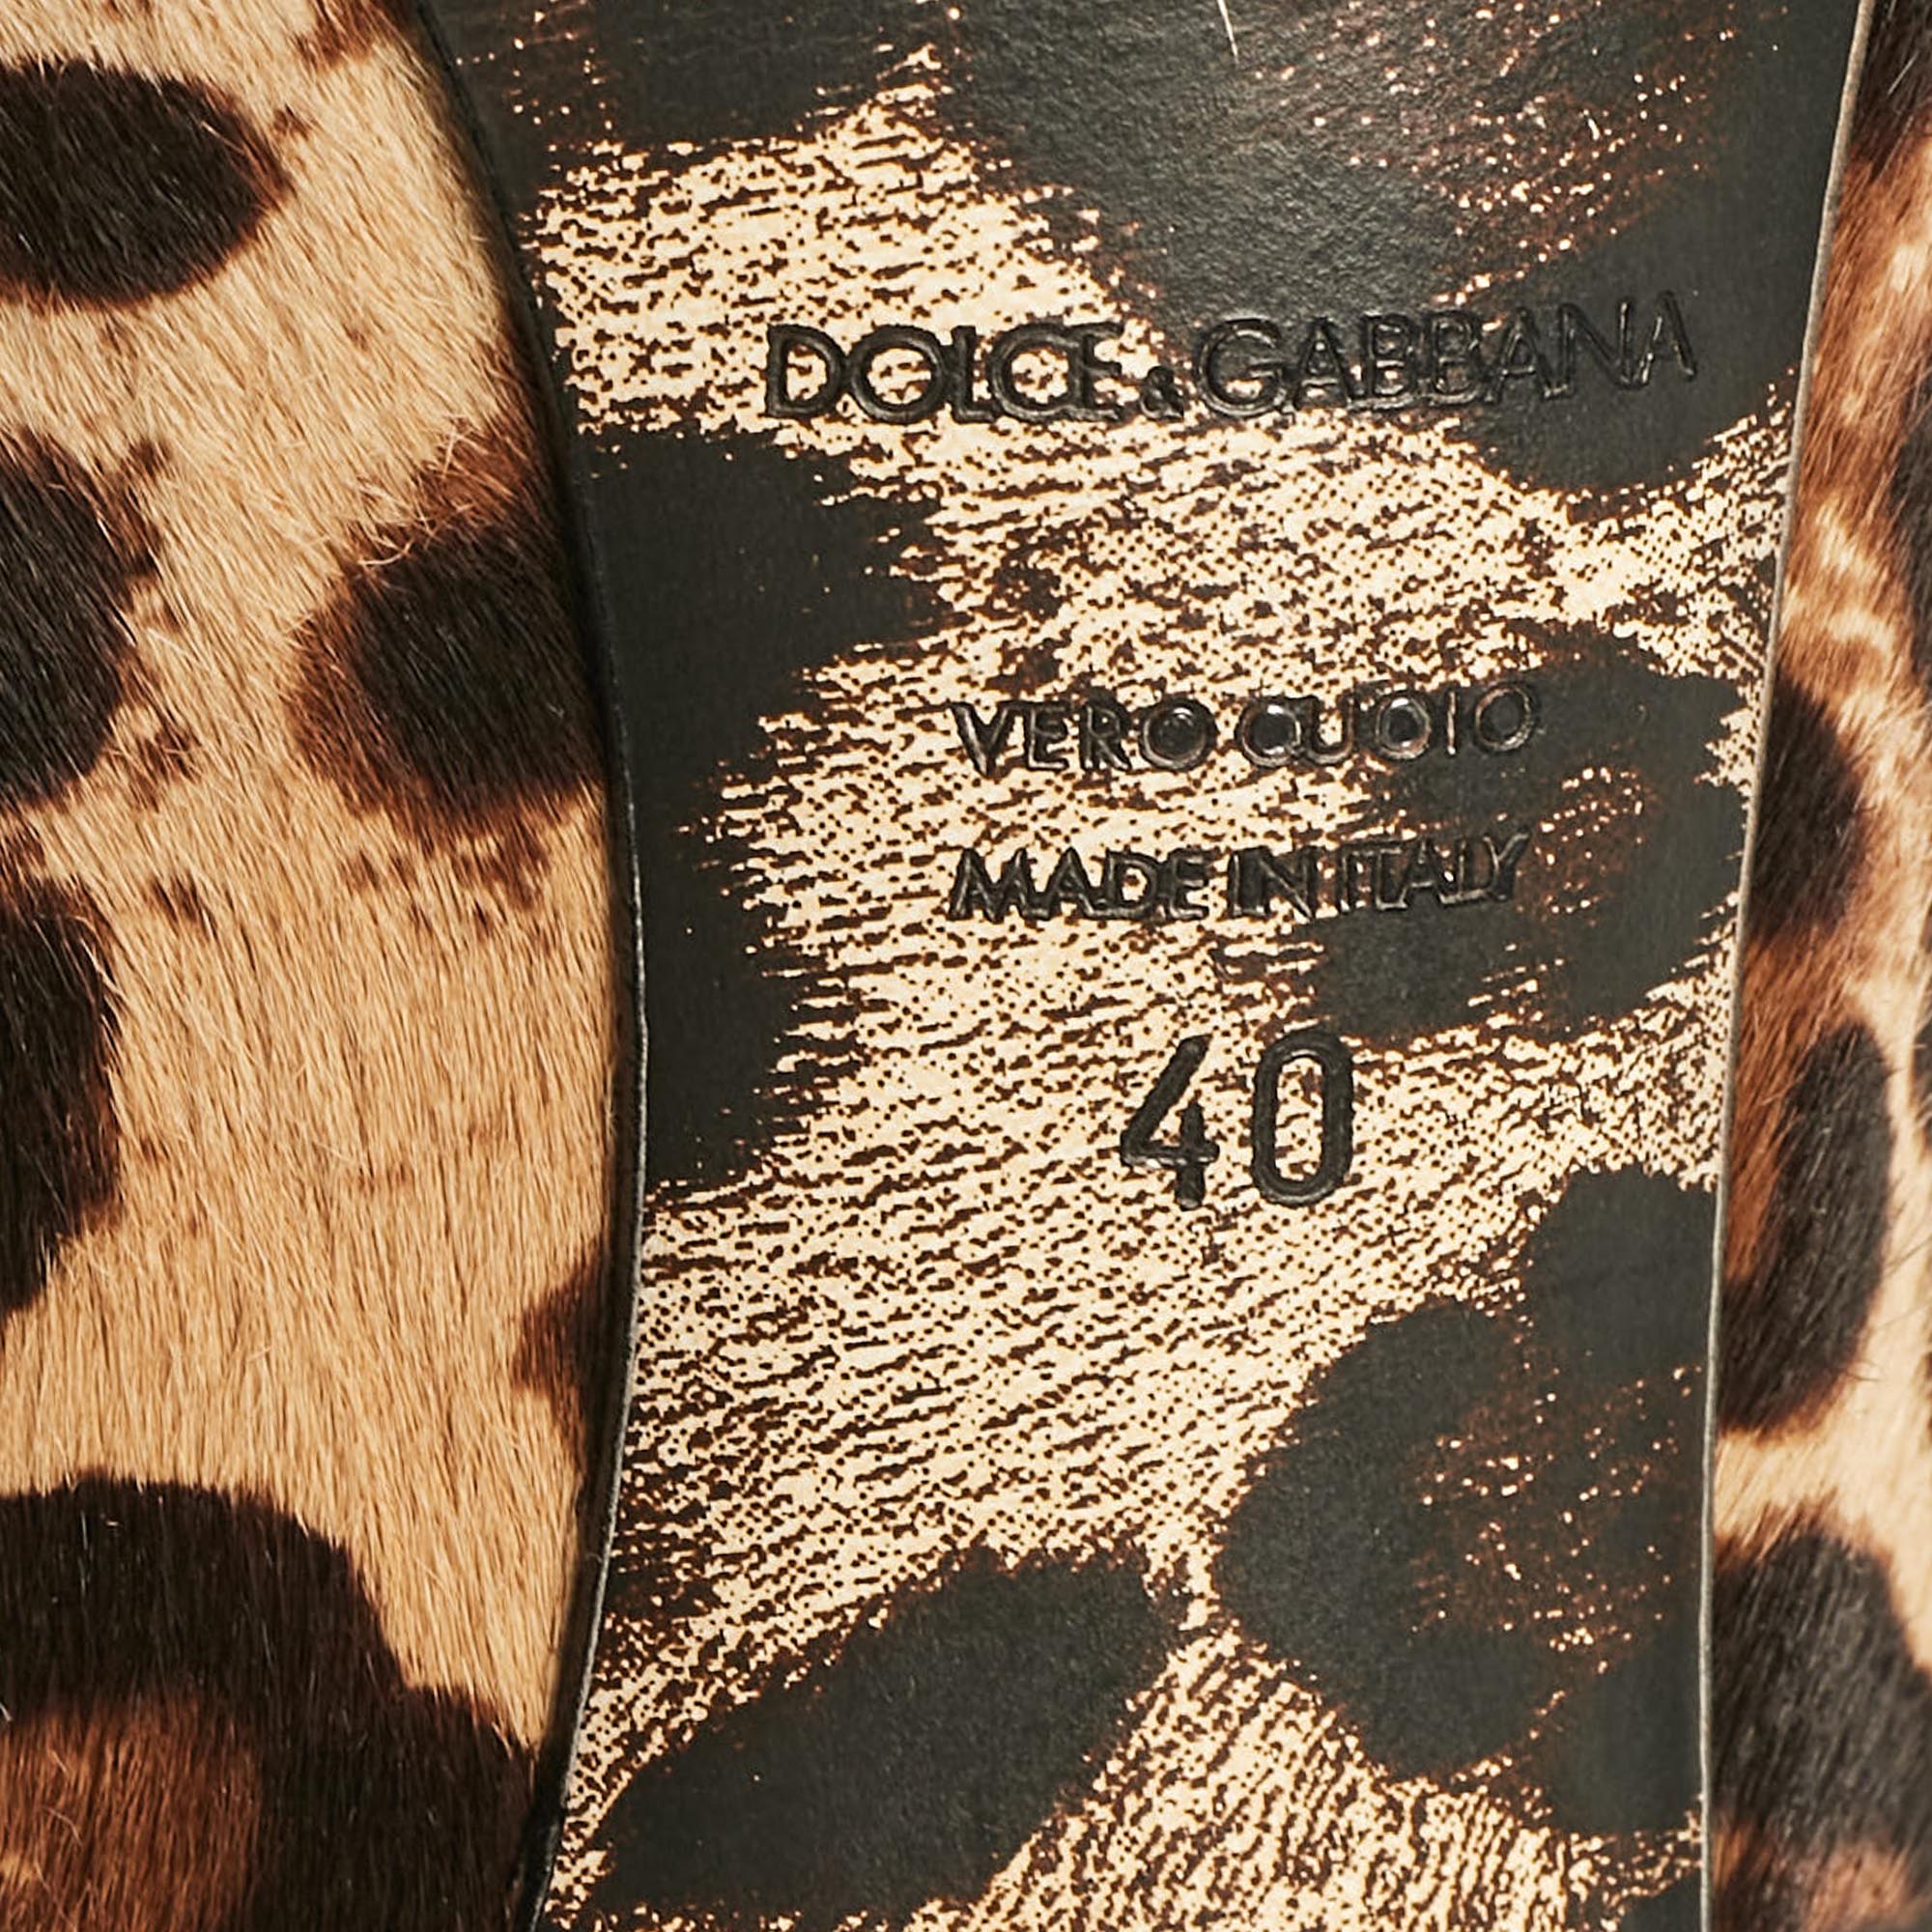 DOLCE & GABBANA
VERO CUOIO
MADE IN ITALY
40